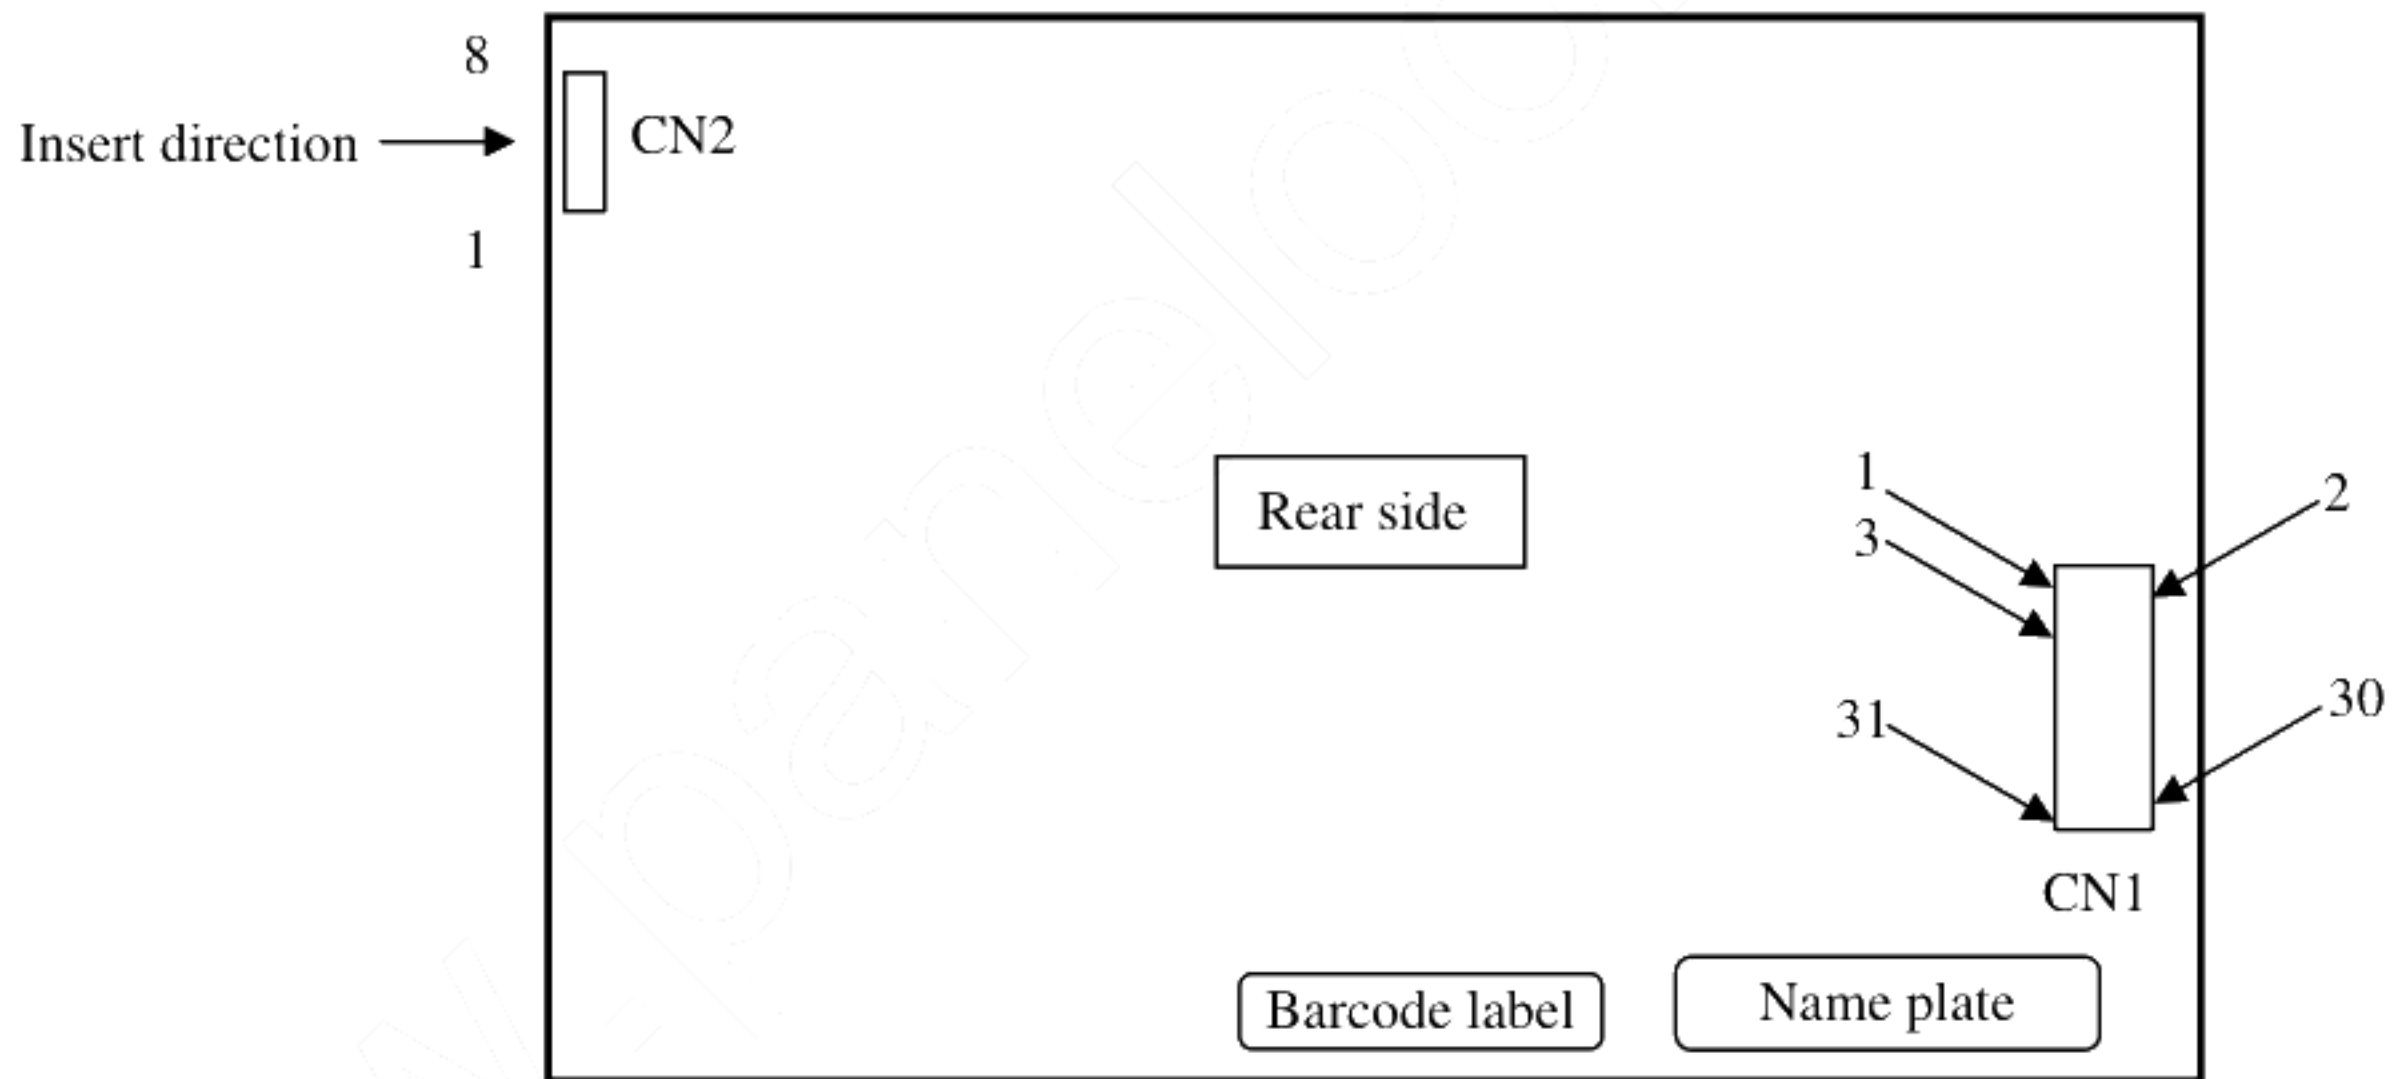 8
Insert direction
CN2
1
Rear side
1
2
3
31
30
CN1
Barcode label
Name plate